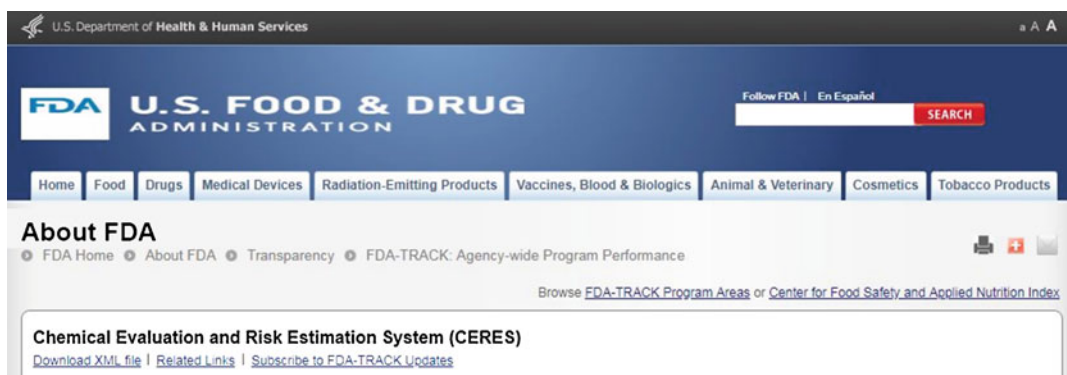 U.S. Department of Health & Human Services
a A A
FDA
U.S. FOOD & DRUG
ADMINISTRATION
Follow FDA | En Español
SEARCH
Home Food Drugs Medical Devices Radiation-Emitting Products Vaccines, Blood & Biologics Animal & Veterinary Cosmetics Tobacco Products
About FDA
FDA Home About FDA Transparency FDA-TRACK: Agency-wide Program Performance
Browse FDA-TRACK Program Areas or Center for Food Safety and Applied Nutrition Index
Chemical Evaluation and Risk Estimation System (CERES)
Download XML file | Related Links | Subscribe to FDA-TRACK Updates